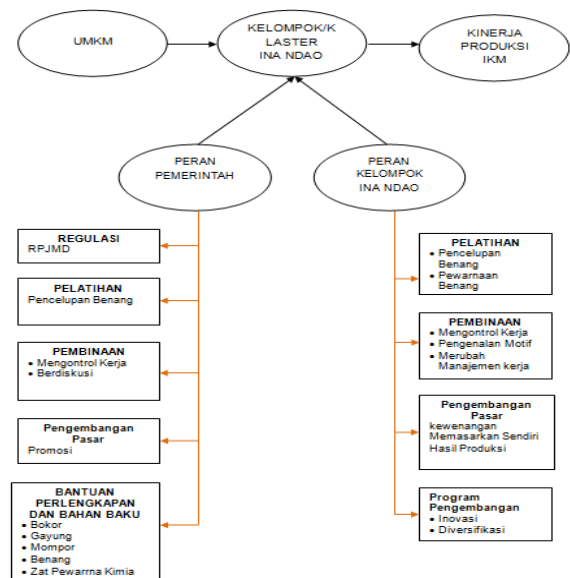 UMKM
KELOMPOK/K
LASTER
INA NDAO
KINERJA
PRODUKSI
IKM
PERAN
PEMERINTAH
PERAN
KELOMPOK
INA NDAO
REGULASI
RPJMD
PELATIHAN
Pencelupan Benang
PEMBINAAN
• Mengontrol Kerja
• Berdiskusi
Pengembangan
Pasar
Promosi
BANTUAN
PERLENGKAPAN
DAN BAHAN BAKU
• Bokor
• Gayung
• Mompor
• Benang
• Zat Pewarrna Kimia
PELATIHAN
• Pencelupan
Benang
• Pewarnaan
Benang
PEMBINAAN
• Mengontrol Kerja
• Pengenalan Motif
• Merubah
Manajemen kerja
Pengembangan
Pasar
kewenangan
Memasarkan Sendiri
Hasil Produksi
Program
Pengembangan
• Inovasi
• Diversifikasi